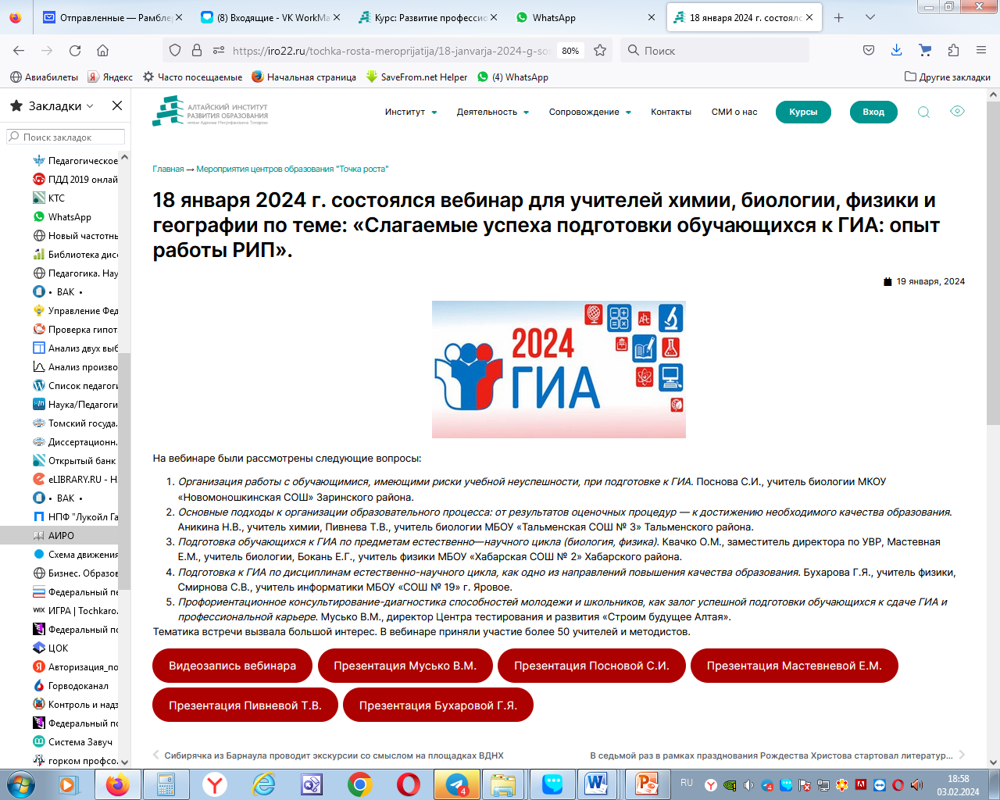 Отправленные — Рамбле
(8) Входящие - VK WorkMa
Курс: Развитие профессио
WhatsApp
18 января 2024 г. состоялс
https://iro22.ru/tochka-rosta-meroprijatija/18-janvarja-2024-g-sos
80%
Поиск
Авиабилеты
Яндекс
Часто посещаемые
Начальная страница
SaveFrom.net Helper
(4) WhatsApp
Другие закладки
Закладки
Поиск закладок
Педагогическое
ПДД 2019 онлай
КТС
WhatsApp
Новый частотнь
Библиотека дисс
Педагогика. Нау
• ВАК •
Управление Фед
Проверка гипот
Анализ двух выб
Анализ произво
Список педагоги
Наука/Педагоги
Томский госуда.
Диссертационн.
Открытый банк
eLIBRARY.RU - Н.
• ВАК •
НПФ "Лукойл Га
АИРО
Схема движения
Бизнес. Образов
Федеральный пе
ИГРА | Tochkaro.
Федеральный по
ЦОК
Авторизация_по
Горводоканал
Контроль и надз
Федеральный по
Система Завуч
горком профсо.
АЛТАЙСКИЙ ИНСТИТУТ
РАЗВИТИЯ ОБРАЗОВАНИЯ
имени Адриана Митрофановича Топорова
Институт
Деятельность
Сопровождение
Контакты
СМИ о нас
Курсы
Вход
Главная → Мероприятия центров образования "Точка роста"
18 января 2024 г. состоялся вебинар для учителей химии, биологии, физики и
географии по теме: «Слагаемые успеха подготовки обучающихся к ГИА: опыт
работы РИП».
19 января, 2024
2024
ГИА
На вебинаре были рассмотрены следующие вопросы:
1. Организация работы с обучающимися, имеющими риски учебной неуспешности, при подготовке к ГИА. Поснова С.И., учитель биологии МКОУ
«Новомоношкинская СОШ» Заринского района.
2. Основные подходы к организации образовательного процесса: от результатов оценочных процедур — к достижению необходимого качества образования.
Аникина Н.В., учитель химии, Пивнева Т.В., учитель биологии МБОУ «Тальменская СОШ № 3» Тальменского района.
3. Подготовка обучающихся к ГИА по предметам естественно—научного цикла (биология, физика). Квачко О.М., заместитель директора по УВР, Мастевная
Е.М., учитель биологии, Бокань Е.Г., учитель физики МБОУ «Хабарская СОШ № 2» Хабарского района.
4. Подготовка к ГИА по дисциплинам естественно-научного цикла, как одно из направлений повышения качества образования. Бухарова Г.Я., учитель физики,
Смирнова С.В., учитель информатики МБОУ «СОШ № 19» г. Яровое.
5. Профориентационное консультирование-диагностика способностей молодежи и школьников, как залог успешной подготовки обучающихся к сдаче ГИА и
профессиональной карьере. Мусько В.М., директор Центра тестирования и развития «Строим будущее Алтая».
Тематика встречи вызвала большой интерес. В вебинаре приняли участие более 50 учителей и методистов.
Видеозапись вебинара
Презентация Мусько В.М.
Презентация Посновой С.И.
Презентация Мастевневой Е.М.
Презентация Пивневой Т.В.
Презентация Бухаровой Г.Я.
Сибирячка из Барнаула проводит экскурсии со смыслом на площадках ВДНХ
В седьмой раз в рамках празднования Рождества Христова стартовал литератур...
RU
18:58
03.02.2024